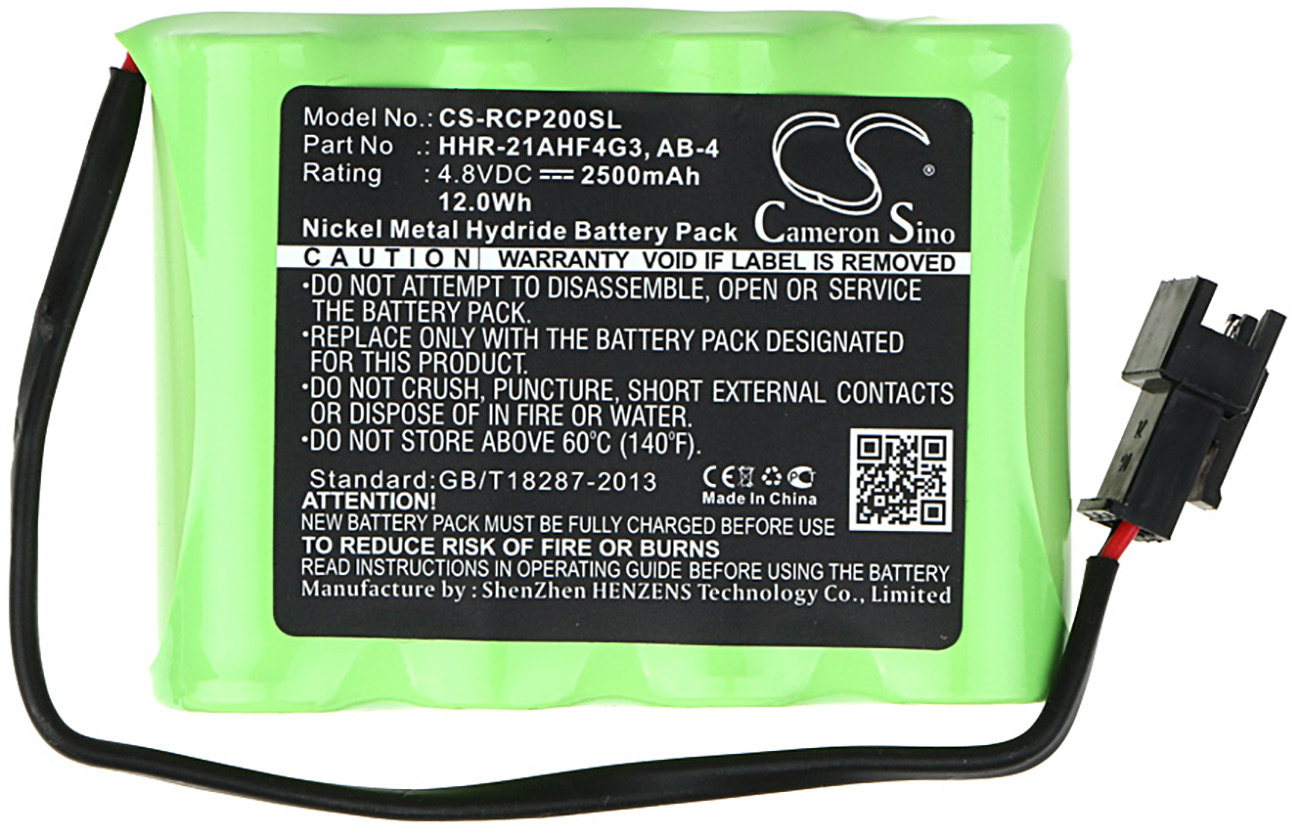 Model No.: CS-RCP200SL
Part No .: HHR-21AHF4G3, AB-4
Rating : 4.8VDC ⎓ 2500mAh
12.0Wh
Nickel Metal Hydride Battery Pack
CS ®
Cameron Sino
CAUTION WARRANTY VOID IF LABEL IS REMOVED
•DO NOT ATTEMPT TO DISASSEMBLE, OPEN OR SERVICE
THE BATTERY PACK.
•REPLACE ONLY WITH THE BATTERY PACK DESIGNATED
FOR THIS PRODUCT.
•DO NOT CRUSH, PUNCTURE, SHORT EXTERNAL CONTACTS
OR DISPOSE OF IN FIRE OR WATER.
•DO NOT STORE ABOVE 60°C (140°F).
Standard:GB/T18287-2013
CE
Made In China
ATTENTION!
NEW BATTERY PACK MUST BE FULLY CHARGED BEFORE USE
TO REDUCE RISK OF FIRE OR BURNS
READ INSTRUCTIONS IN OPERATING GUIDE BEFORE USING THE BATTERY
Manufacture by : ShenZhen HENZENS Technology Co., Limited